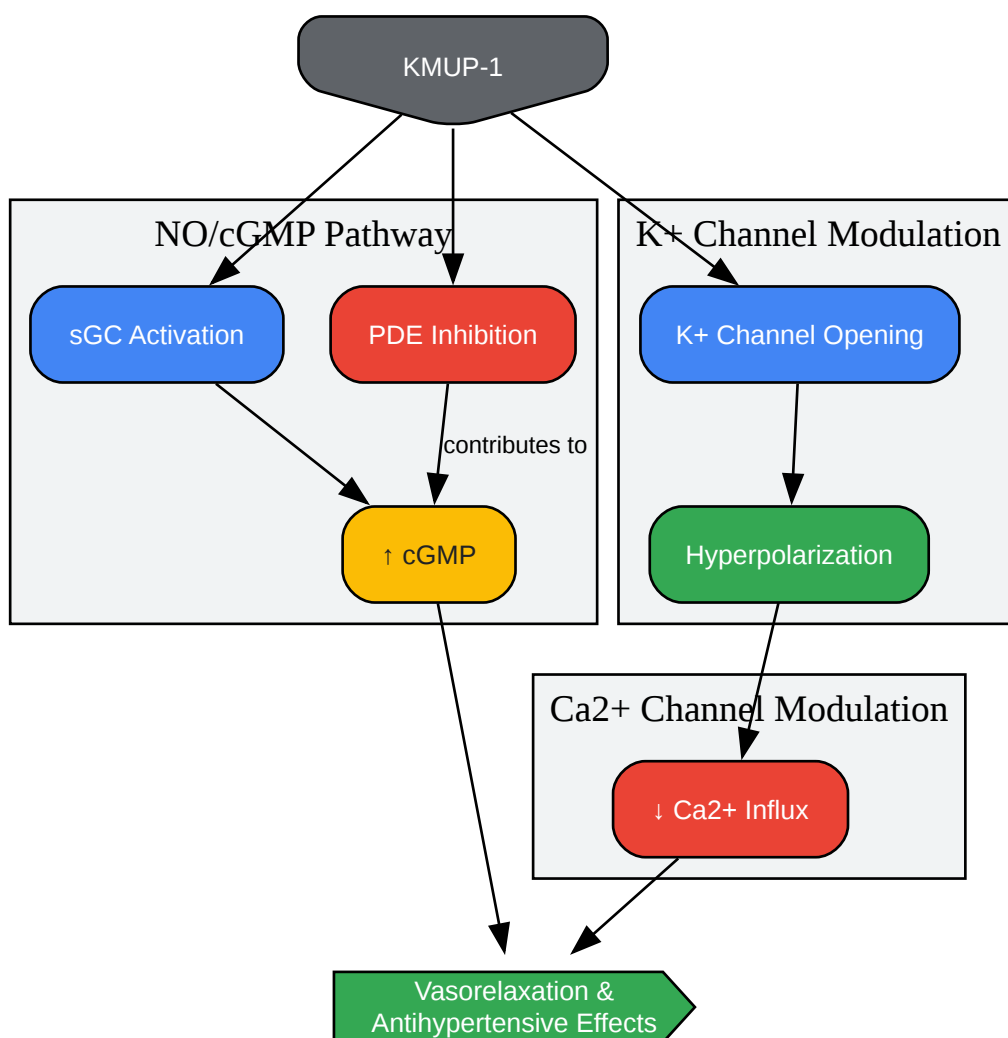 KMUP-1
NO/cGMP Pathway
K+ Channel Modulation
sGC Activation
PDE Inhibition
K+ Channel Opening
contributes to
↑ cGMP
Hyperpolarization
Ca2+ Channel Modulation
↓ Ca2+ Influx
Vasorelaxation &
Antihypertensive Effects